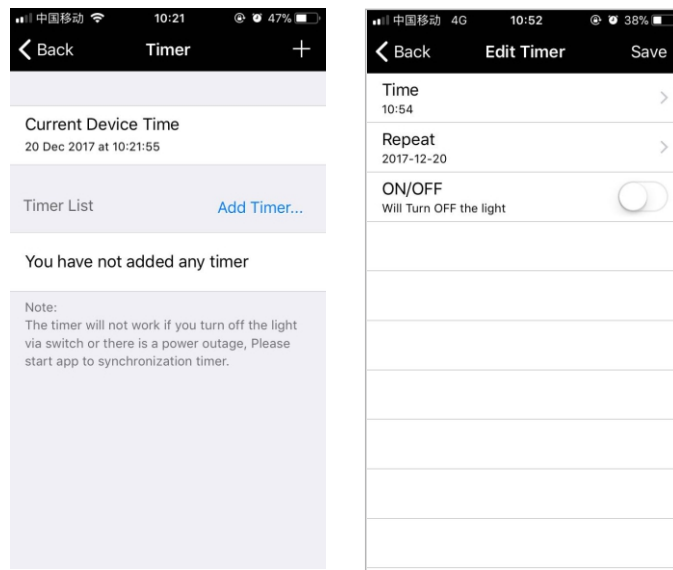 中国移动 10:21 47%
Back Timer +
Current Device Time
20 Dec 2017 at 10:21:55
Timer List Add Timer...
You have not added any timer
Note:
The timer will not work if you turn off the light
via switch or there is a power outage, Please
start app to synchronization timer.
中国移动 4G 10:52 38%
Back Edit Timer Save
Time
10:54
Repeat
2017-12-20
ON/OFF
Will Turn OFF the light